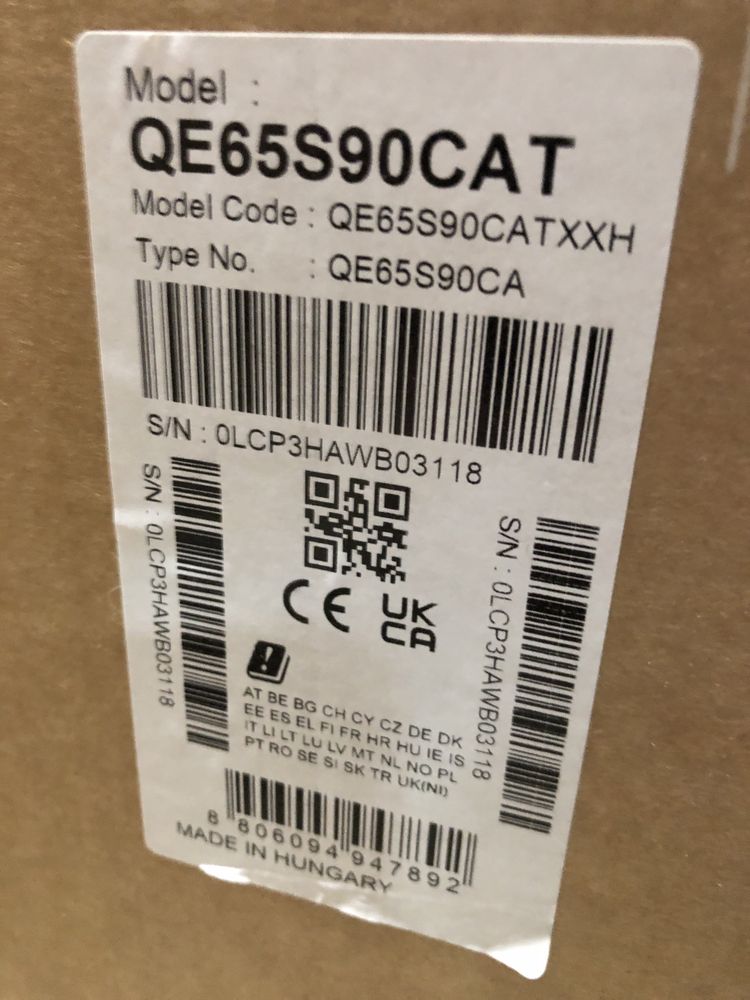 Model :
QE65S90CAT
Model Code : QE65S90CATXXH
Type No. : QE65S90CA
S/N : 0LCP3HAWB03118
S/N : 0LCP3HAWB03118
S/N : 0LCP3HAWB03118
CE
UK
CA
AT BE BG CH CY CZ DE DK
EE ES EL FI FR HR HU IE IS
IT LI LT LU LV MT NL NO PL
PT RO SE SI SK TR UK(NI)
8 806094 947892
MADE IN HUNGARY